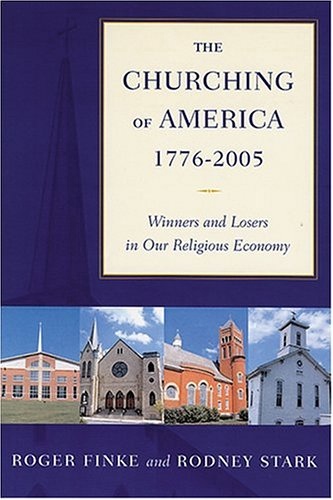 THE
CHURCHING
OF AMERICA
1776-2005
Winners and Losers
in Our Religious Economy
ROGER FINKE and RODNEY STARK